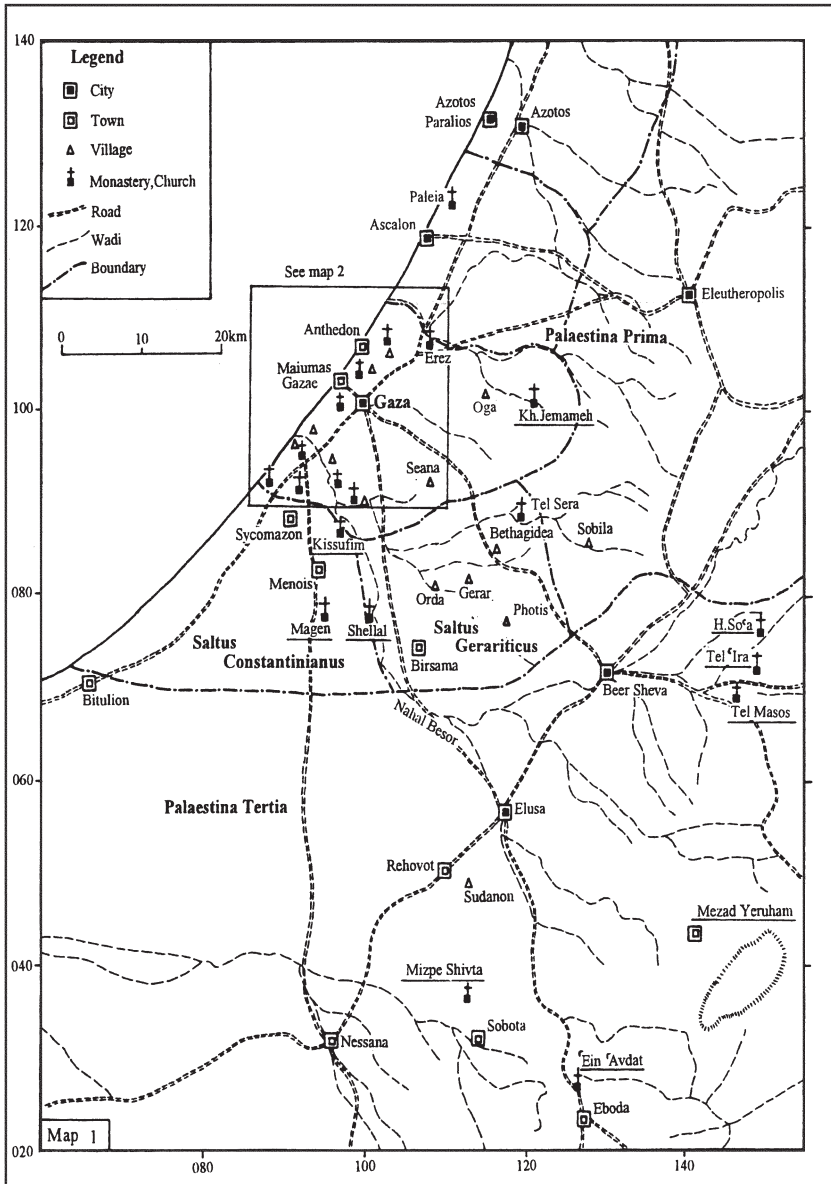 140
Legend
City
Town
Village
Monastery,Church
Road
Wadi
Boundary
Azotos
Paralios
Azotos
Paleia
120
Ascalon
See map 2
Eleutheropolis
0 10 20km
Anthedon
Erez
Palaestina Prima
Maiumas
Gazae
100
Gaza
Oga
Kh.Jemameh
Seana
Tel Sera
Sycomazon
Kissufim
Bethagidea
Sobila
080
Menois
Orda
Gerar
Photis
Magen
Shellal
H.Soʿa
Saltus
Constantinianus
Saltus
Gerariticus
Birsama
Tel ʿIra
Bitulion
Beer Sheva
Tel Masos
Nahal Besor
060
Palaestina Tertia
Elusa
Rehovot
Sudanon
Mezad Yeruham
040
Mizpe Shivta
Nessana
Sobota
Ein ʿAvdat
Eboda
Map 1
020
080 100 120 140